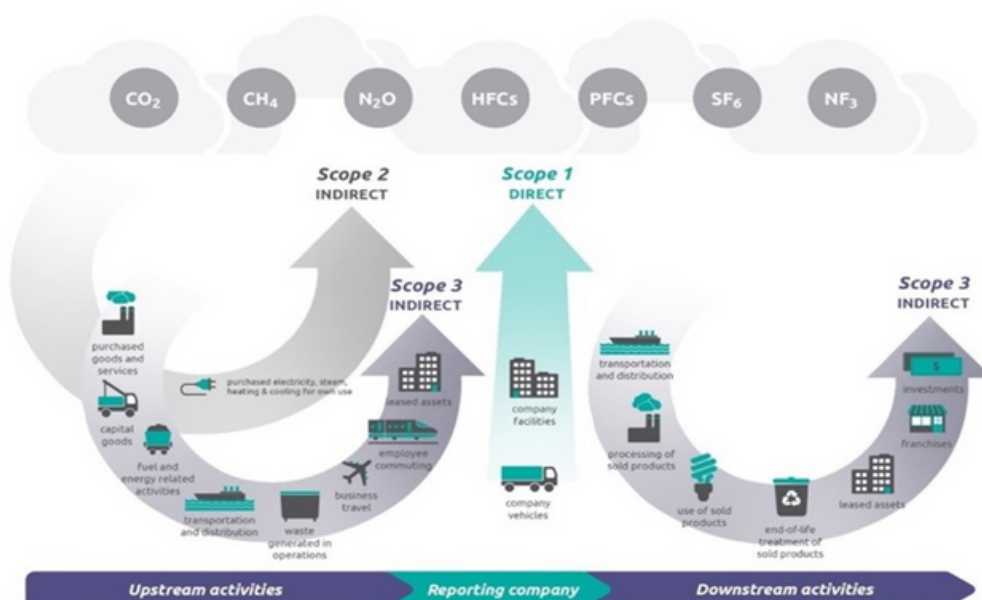 CO₂
CH₄
N₂O
HFCs
PFCs
SF₆
NF₃
Scope 2
INDIRECT
Scope 1
DIRECT
Scope 3
INDIRECT
Scope 3
INDIRECT
purchased
goods and
services
capital
goods
fuel and
energy related
activities
transportation
and distribution
waste
generated in
operations
business
travel
employee
commuting
leased assets
purchased electricity, steam,
heating & cooling for own use
company
facilities
company
vehicles
transportation
and distribution
processing of
sold products
use of sold
products
end-of-life
treatment of
sold products
leased assets
franchises
investments
$
Upstream activities
Reporting company
Downstream activities